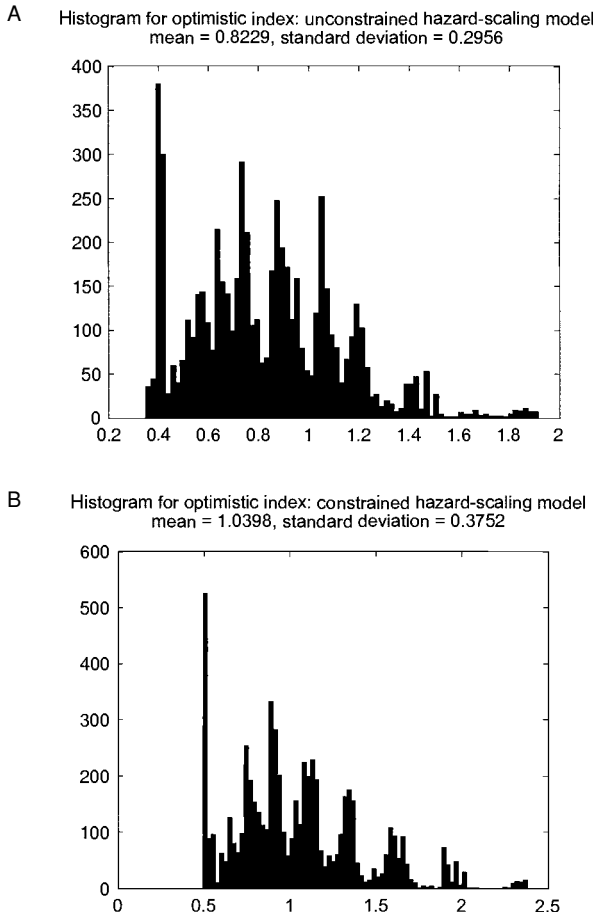 A
Histogram for optimistic index: unconstrained hazard-scaling model
mean = 0.8229, standard deviation = 0.2956
400
350
300
250
200
150
100
50
0
0.2 0.4 0.6 0.8 1 1.2 1.4 1.6 1.8 2
B
Histogram for optimistic index: constrained hazard-scaling model
mean = 1.0398, standard deviation = 0.3752
600
500
400
300
200
100
0
0 0.5 1 1.5 2 2.5